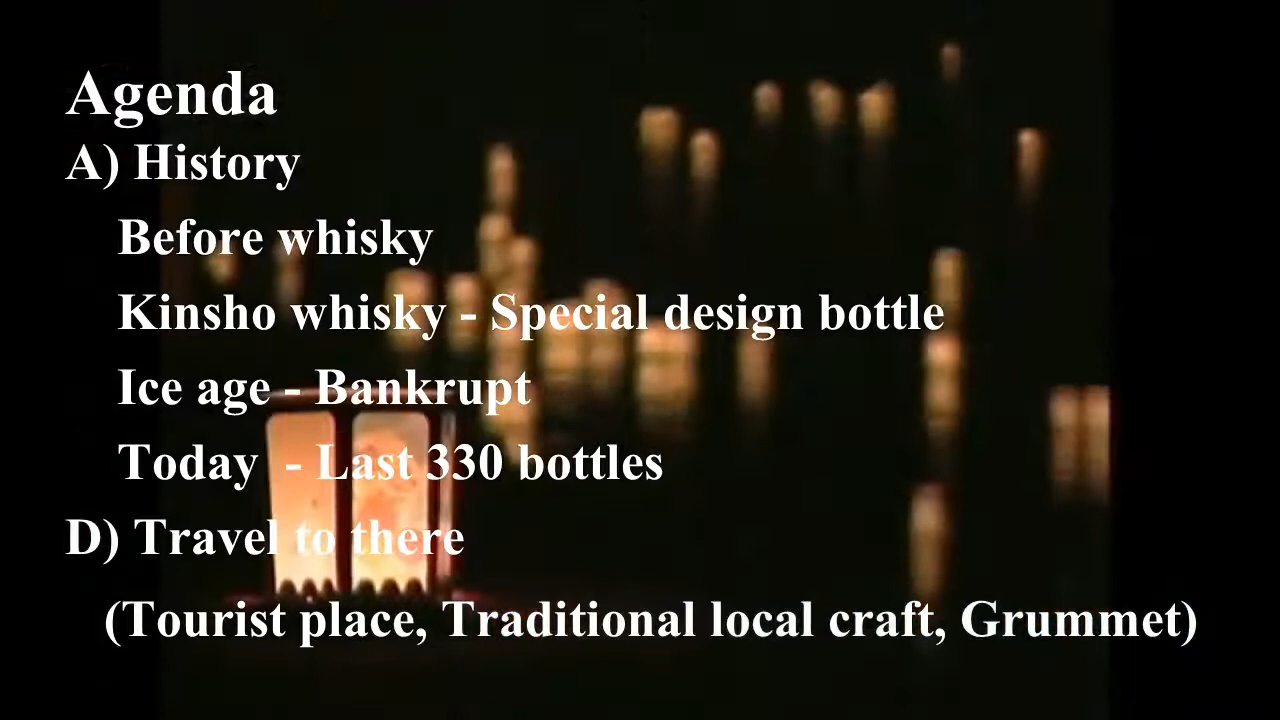 Agenda
A) History
Before whisky
Kinsho whisky - Special design bottle
Ice age - Bankrupt
Today - Last 330 bottles
D) Travel to there
(Tourist place, Traditional local craft, Grummet)